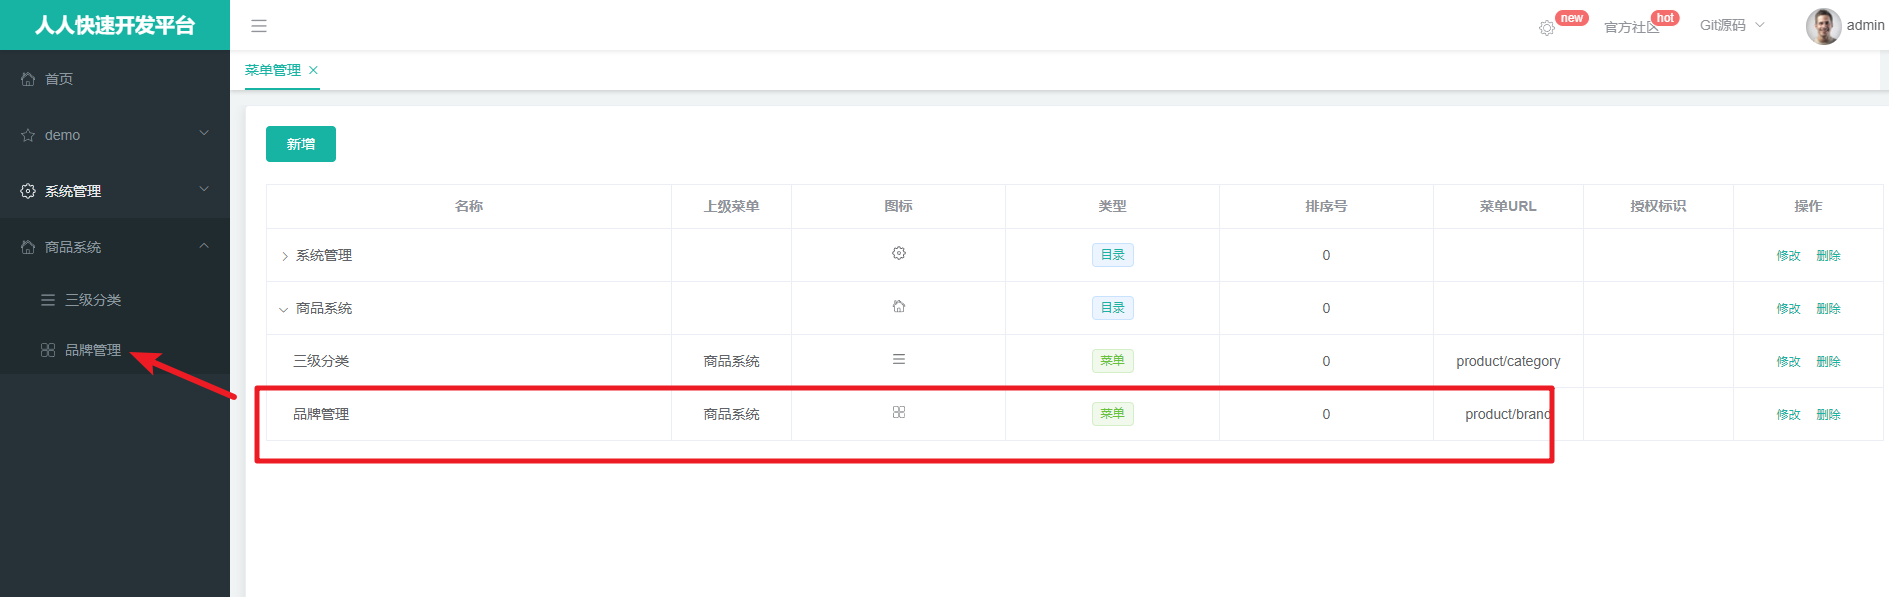 人人快速开发平台
new
官方社区
hot
Git源码
admin
首页
demo
系统管理
商品系统
三级分类
品牌管理
菜单管理
新增
名称 上级菜单 图标 类型 排序号 菜单URL 授权标识 操作
系统管理 目录 0 修改 删除
商品系统 目录 0 修改 删除
三级分类 商品系统 菜单 0 product/category 修改 删除
品牌管理 商品系统 菜单 0 product/brand 修改 删除